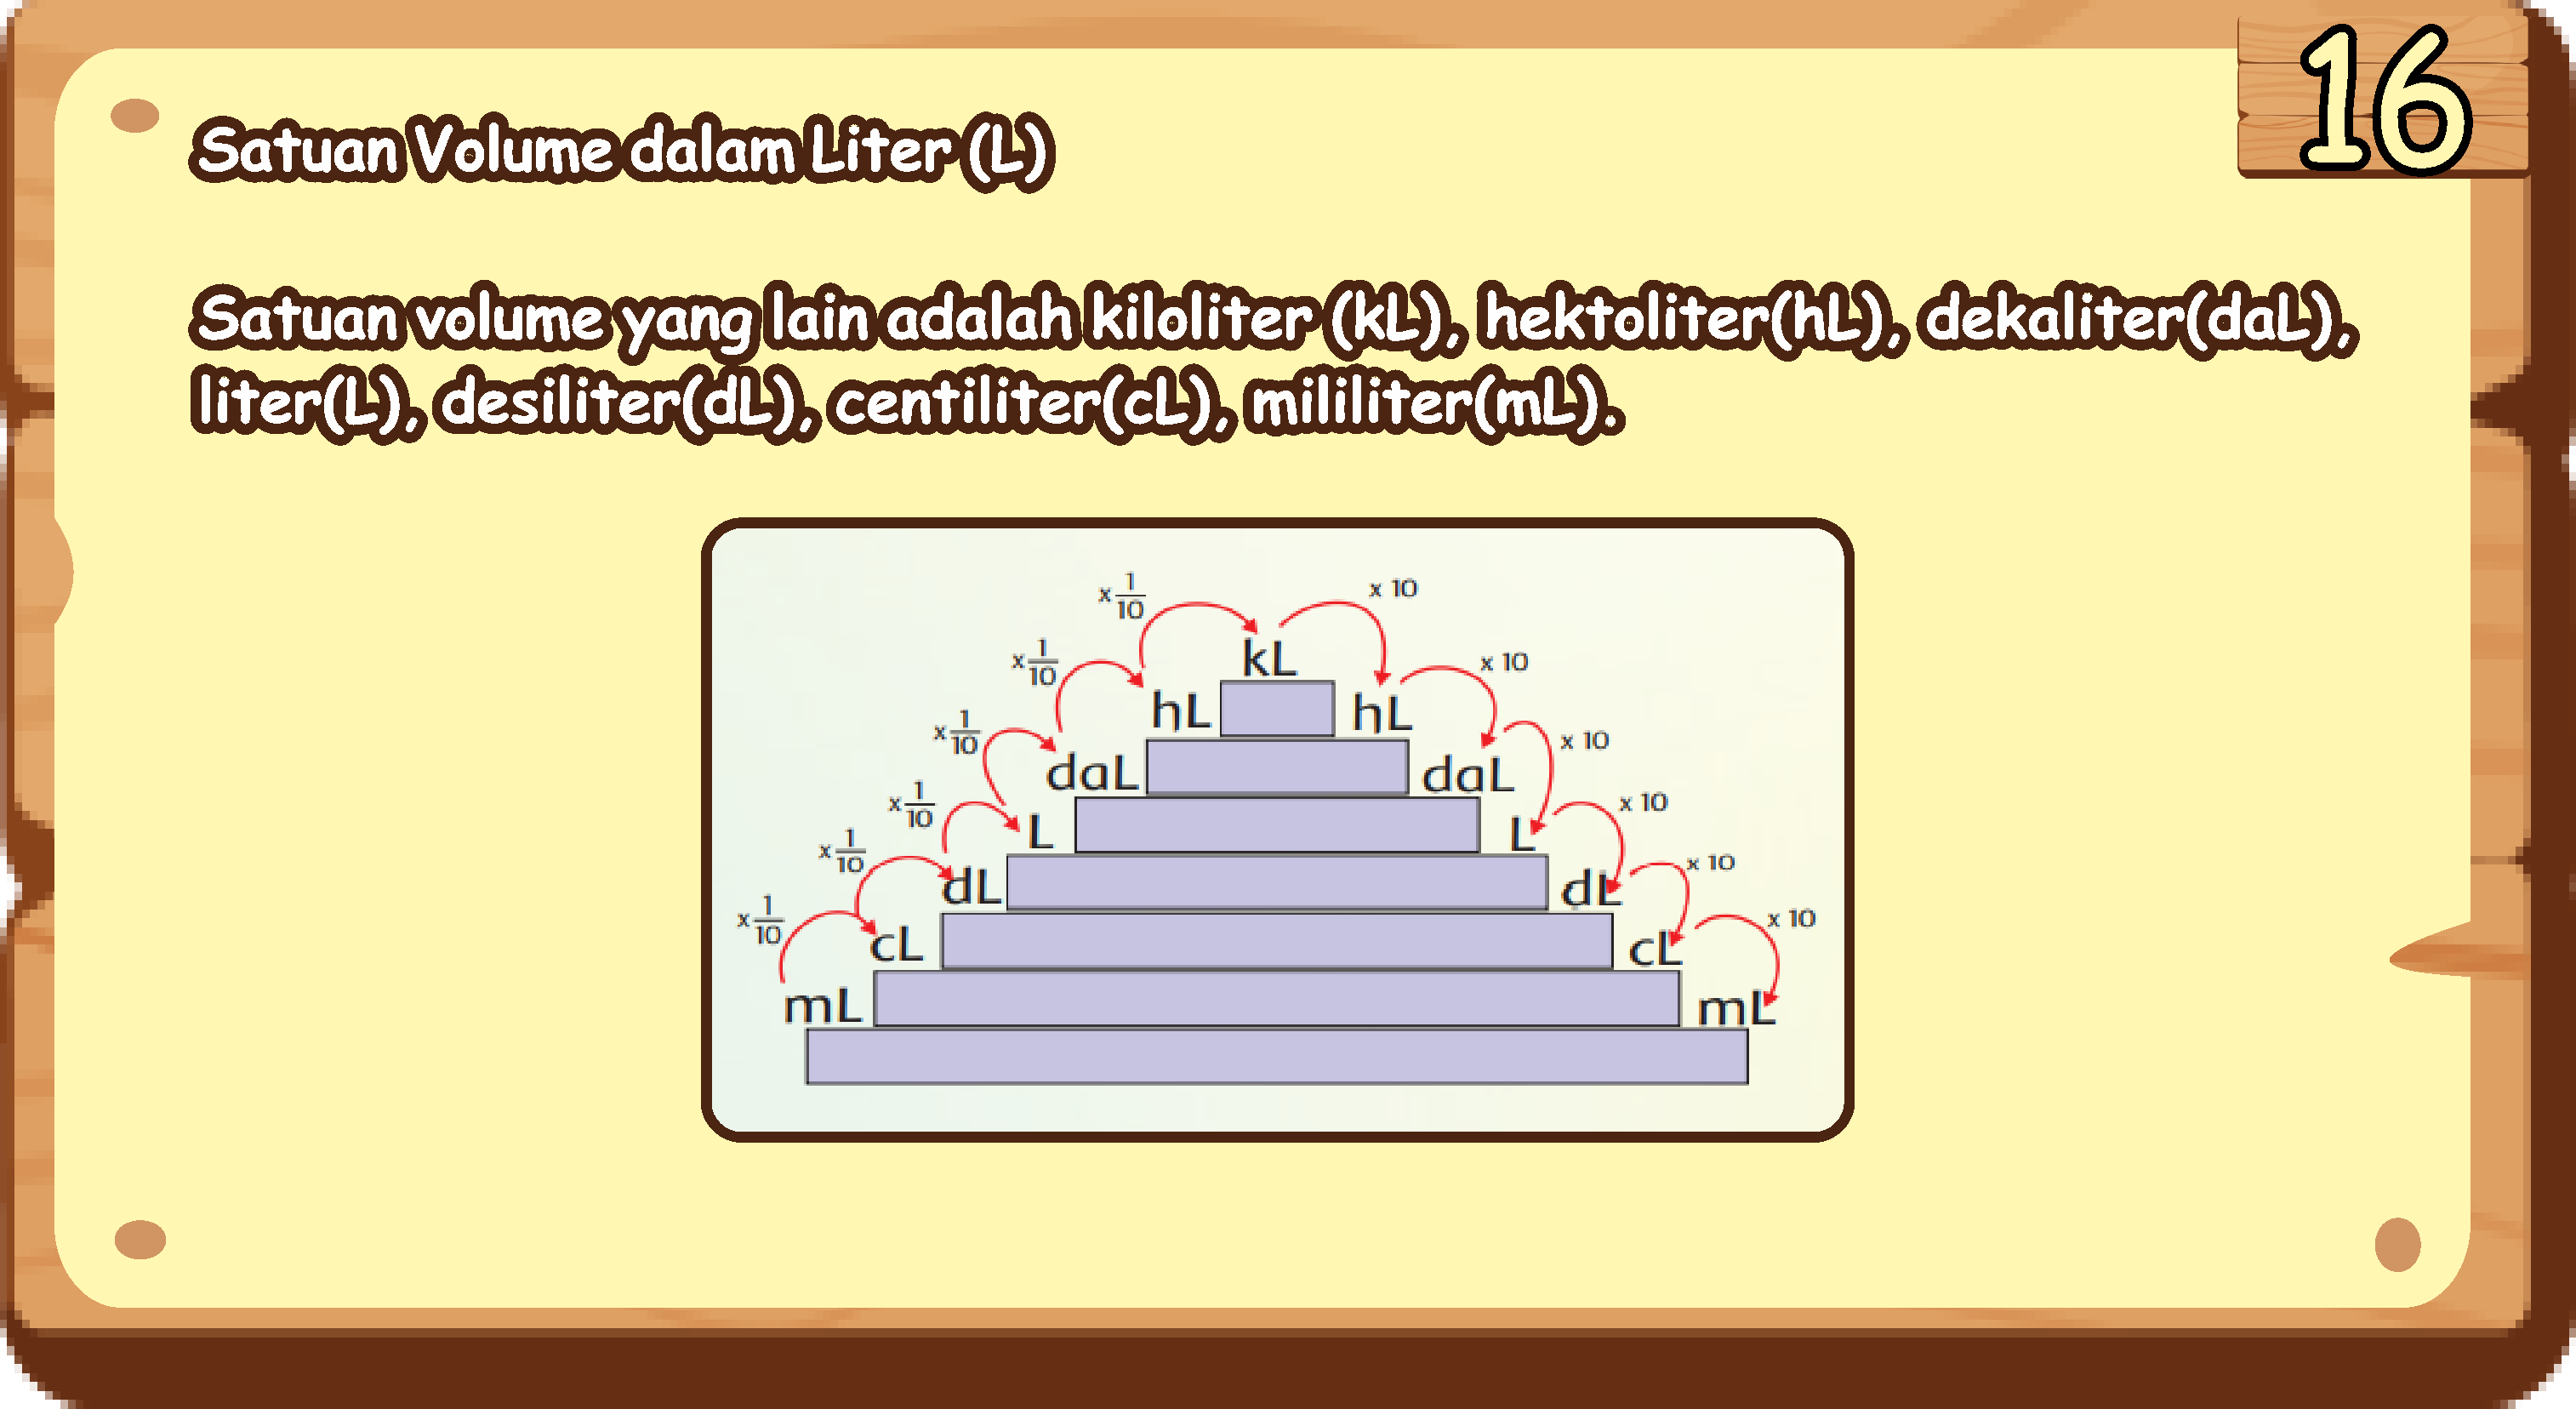 16
Satuan Volume dalam Liter (L)
Satuan volume yang lain adalah kiloliter (kL), hektoliter(hL), dekaliter(daL),
liter(L), desiliter(dL), centiliter(cL), mililiter(mL).
x 1/10 x 10
kL
x 1/10 x 10
hL hL
x 1/10 x 10
daL daL
x 1/10 x 10
L L
x 1/10 x 10
dL dL
x 1/10 x 10
cL cL
mL mL